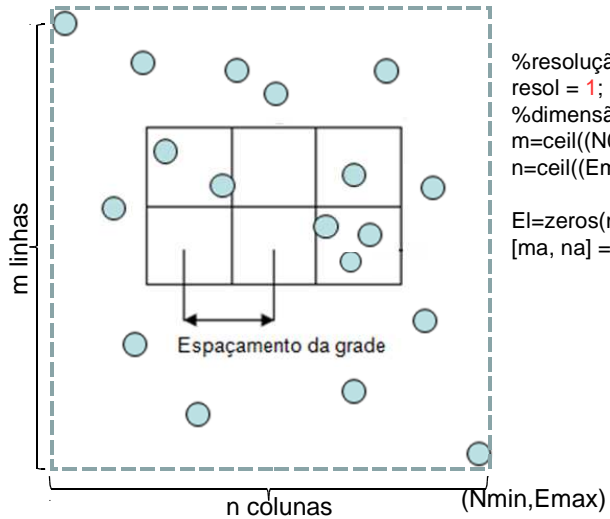 %resoluçã
resol = 1;
%dimensã
m=ceil((N
n=ceil((Em
El=zeros(
[ma, na] =
m linhas
Espaçamento da grade
n colunas
(Nmin,Emax)